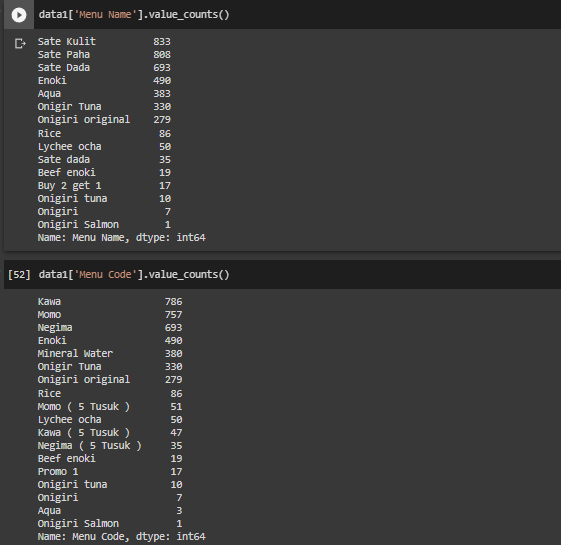 data1['Menu Name'].value_counts()
Sate Kulit 833
Sate Paha 808
Sate Dada 693
Enoki 490
Aqua 383
Onigir Tuna 330
Onigiri original 279
Rice 86
Lychee ocha 50
Sate dada 35
Beef enoki 19
Buy 2 get 1 17
Onigiri tuna 10
Onigiri 7
Onigiri Salmon 1
Name: Menu Name, dtype: int64
[52] data1['Menu Code'].value_counts()
Kawa 786
Momo 757
Negima 693
Enoki 490
Mineral Water 380
Onigir Tuna 330
Onigiri original 279
Rice 86
Momo ( 5 Tusuk ) 51
Lychee ocha 50
Kawa ( 5 Tusuk ) 47
Negima ( 5 Tusuk ) 35
Beef enoki 19
Promo 1 17
Onigiri tuna 10
Onigiri 7
Aqua 3
Onigiri Salmon 1
Name: Menu Code, dtype: int64